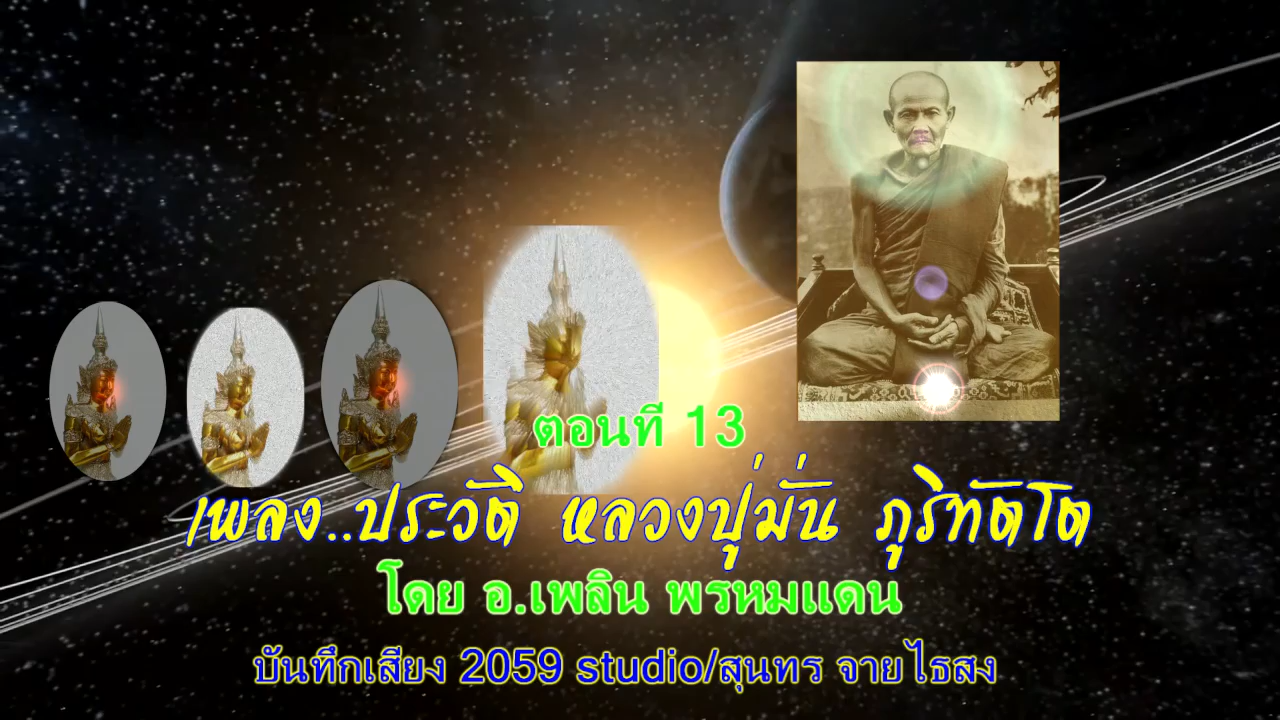 ตอนที่ 13
เพลง..ประวัติ หลวงปู่มั่น ภูริทัตโต
โดย อ.เพลิน พรหมแดน
บันทึกเสียง 2059 studio/สุนทร จายไธสง